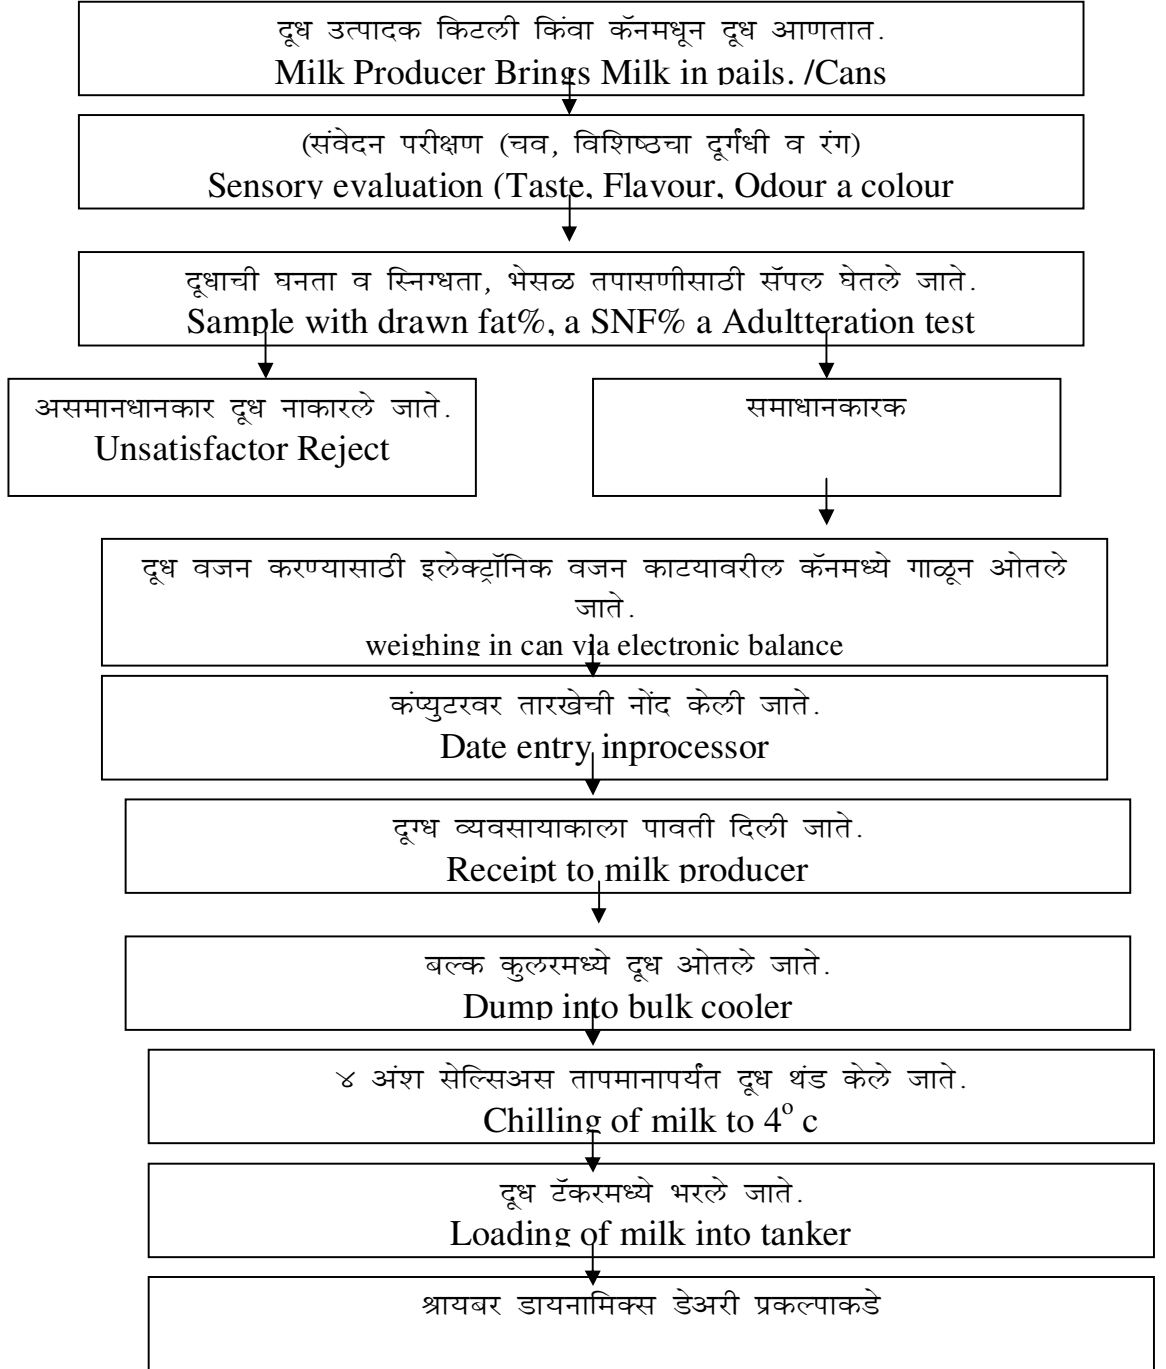 दूध उत्पादक किटली किंवा कॅनमधून दूध आणतात.
Milk Producer Brings Milk in pails. /Cans
(संवेदन परीक्षण (चव, विशिष्ठचा दूर्गंधी व रंग)
Sensory evaluation (Taste, Flavour, Odour a colour
दूधाची घनता व स्निग्धता, भेसळ तपासणीसाठी सॅपल घेतले जाते.
Sample with drawn fat%, a SNF% a Adultteration test
असमानधानकार दूध नाकारले जाते.
Unsatisfactor Reject
समाधानकारक
दूध वजन करण्यासाठी इलेक्ट्रॉनिक वजन काटयावरील कॅनमध्ये गाळून ओतले
जाते.
weighing in can via electronic balance
कंप्युटरवर तारखेची नोंद केली जाते.
Date entry inprocessor
दूग्ध व्यवसायाकाला पावती दिली जाते.
Receipt to milk producer
बल्क कुलरमध्ये दूध ओतले जाते.
Dump into bulk cooler
४ अंश सेल्सिअस तापमानापर्यंत दूध थंड केले जाते.
Chilling of milk to 4° c
दूध टॅकरमध्ये भरले जाते.
Loading of milk into tanker
श्रायबर डायनामिक्स डेअरी प्रकल्पाकडे